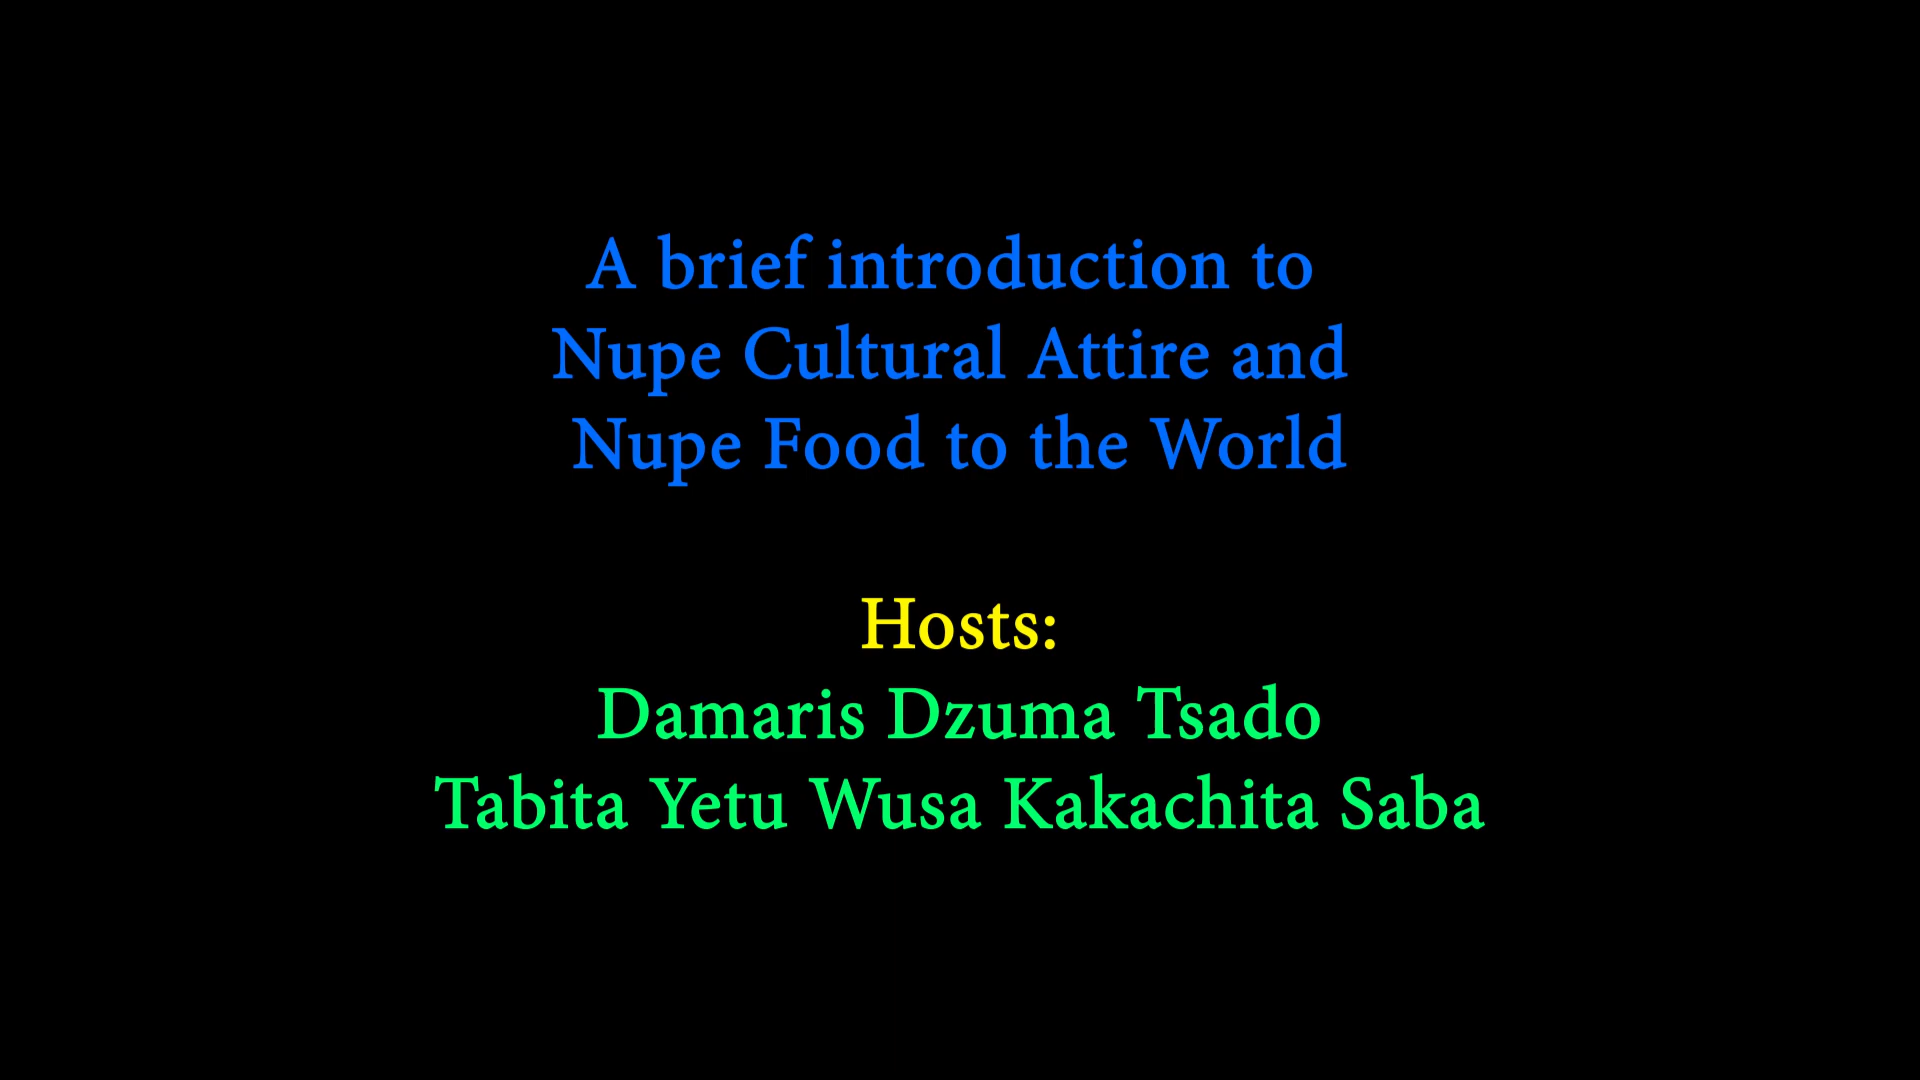 A brief introduction to
Nupe Cultural Attire and
Nupe Food to the World
Hosts:
Damaris Dzuma Tsado
Tabita Yetu Wusa Kakachita Saba